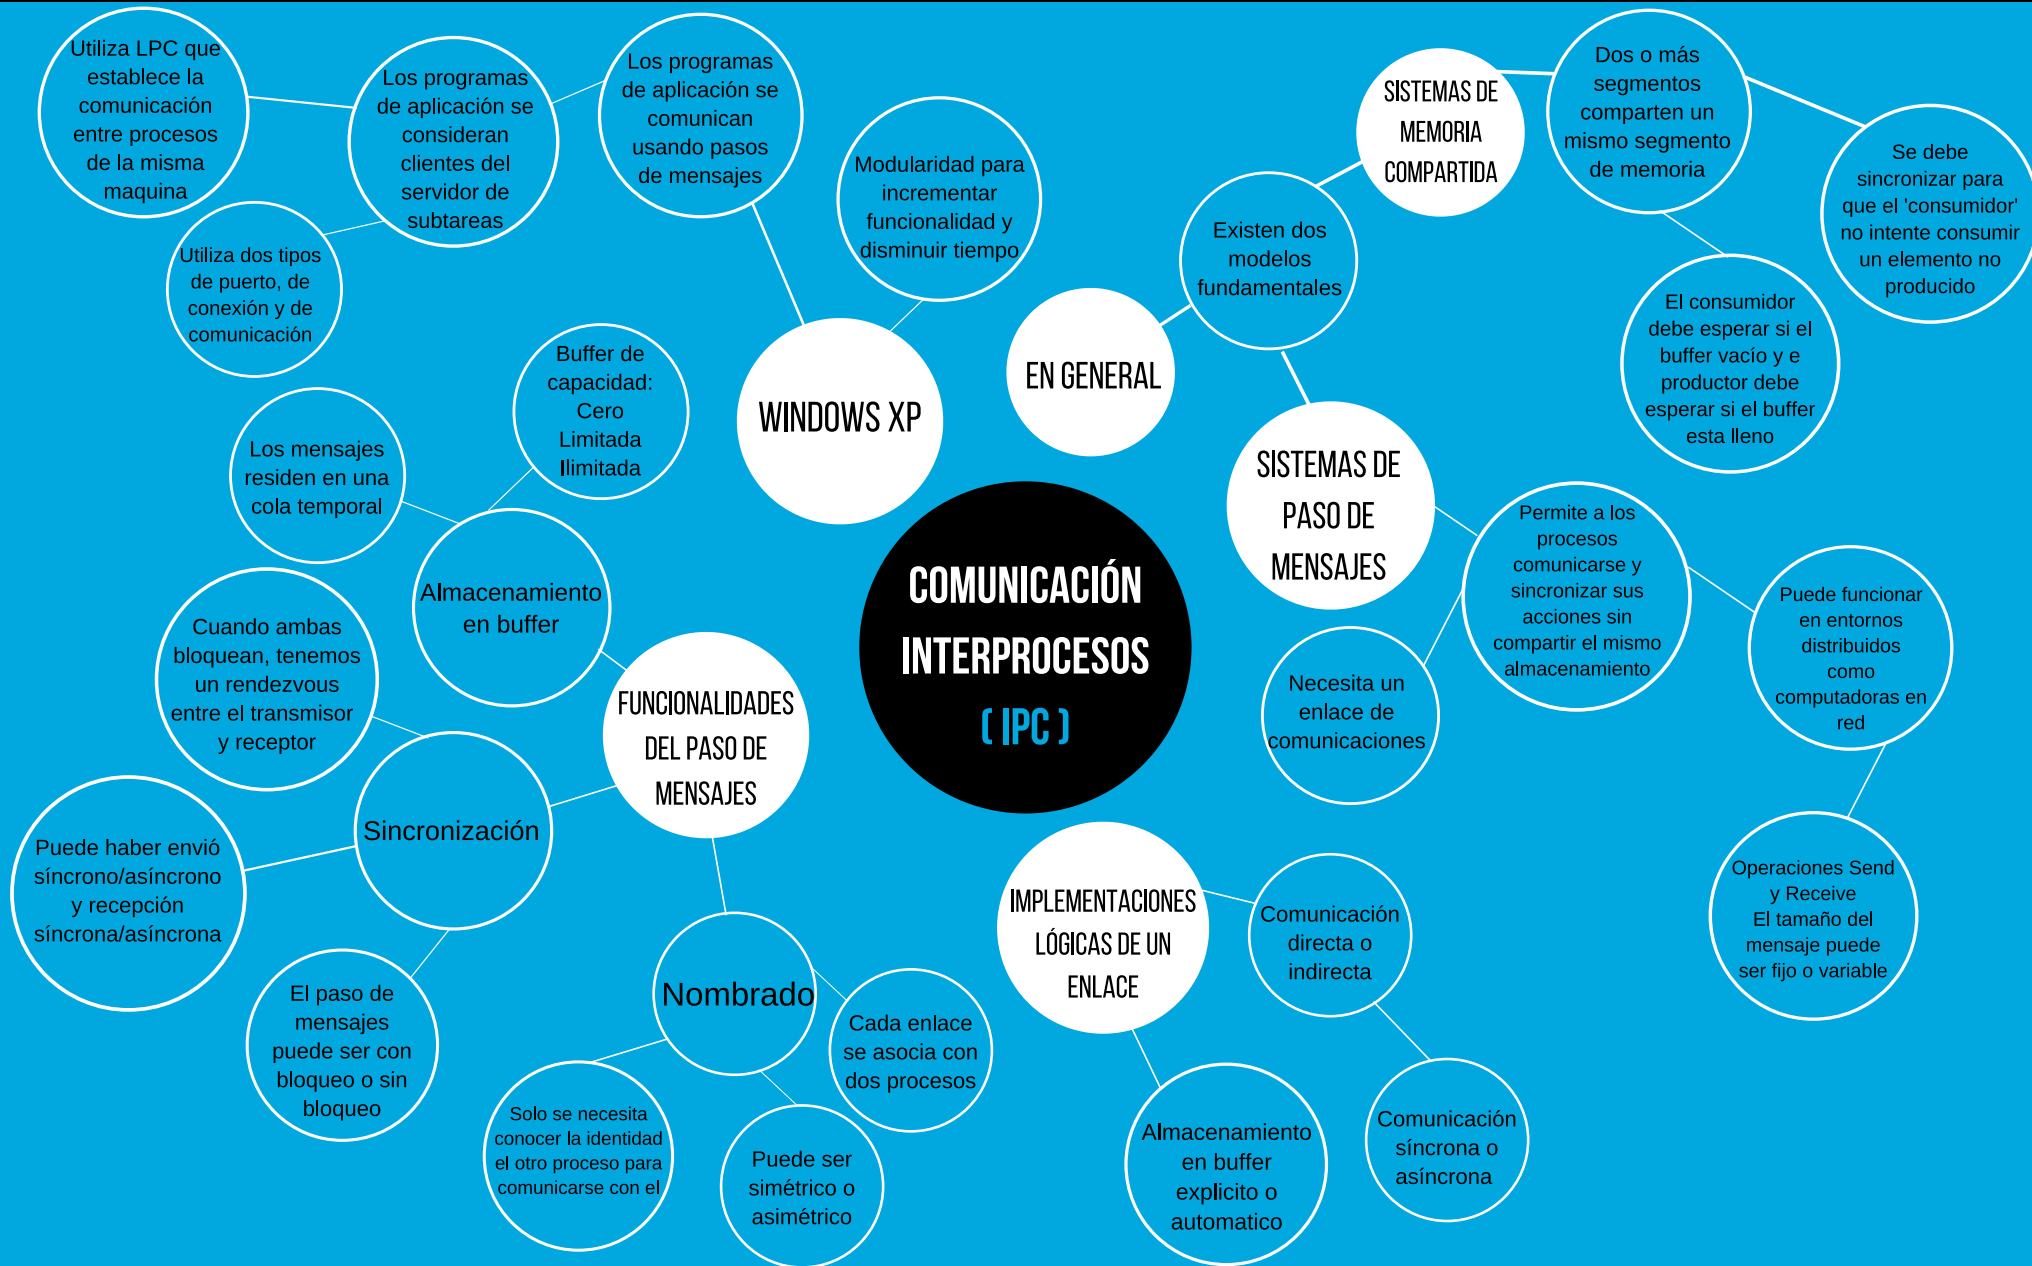 Utiliza LPC que
establece la
comunicación
entre procesos
de la misma
maquina
Los programas
de aplicación se
consideran
clientes del
servidor de
subtareas
Los programas
de aplicación se
comunican
usando pasos
de mensajes
Utiliza dos tipos
de puerto, de
conexión y de
comunicación
Modularidad para
incrementar
funcionalidad y
disminuir tiempo
WINDOWS XP
EN GENERAL
Existen dos
modelos
fundamentales
SISTEMAS DE
MEMORIA
COMPARTIDA
Dos o más
segmentos
comparten un
mismo segmento
de memoria
Se debe
sincronizar para
que el 'consumidor'
no intente consumir
un elemento no
producido
El consumidor
debe esperar si el
buffer vacío y e
productor debe
esperar si el buffer
esta lleno
SISTEMAS DE
PASO DE
MENSAJES
Permite a los
procesos
comunicarse y
sincronizar sus
acciones sin
compartir el mismo
almacenamiento
Necesita un
enlace de
comunicaciones
Puede funcionar
en entornos
distribuidos
como
computadoras en
red
Operaciones Send
y Receive
El tamaño del
mensaje puede
ser fijo o variable
COMUNICACIÓN
INTERPROCESOS
( IPC )
Buffer de
capacidad:
Cero
Limitada
Ilimitada
Los mensajes
residen en una
cola temporal
Almacenamiento
en buffer
Cuando ambas
bloquean, tenemos
un rendezvous
entre el transmisor
y receptor
FUNCIONALIDADES
DEL PASO DE
MENSAJES
Sincronización
Puede haber envió
síncrono/asíncrono
y recepción
síncrona/asíncrona
El paso de
mensajes
puede ser con
bloqueo o sin
bloqueo
Nombrado
Cada enlace
se asocia con
dos procesos
Solo se necesita
conocer la identidad
el otro proceso para
comunicarse con el
Puede ser
simétrico o
asimétrico
IMPLEMENTACIONES
LÓGICAS DE UN
ENLACE
Comunicación
directa o
indirecta
Comunicación
síncrona o
asíncrona
Almacenamiento
en buffer
explicito o
automatico